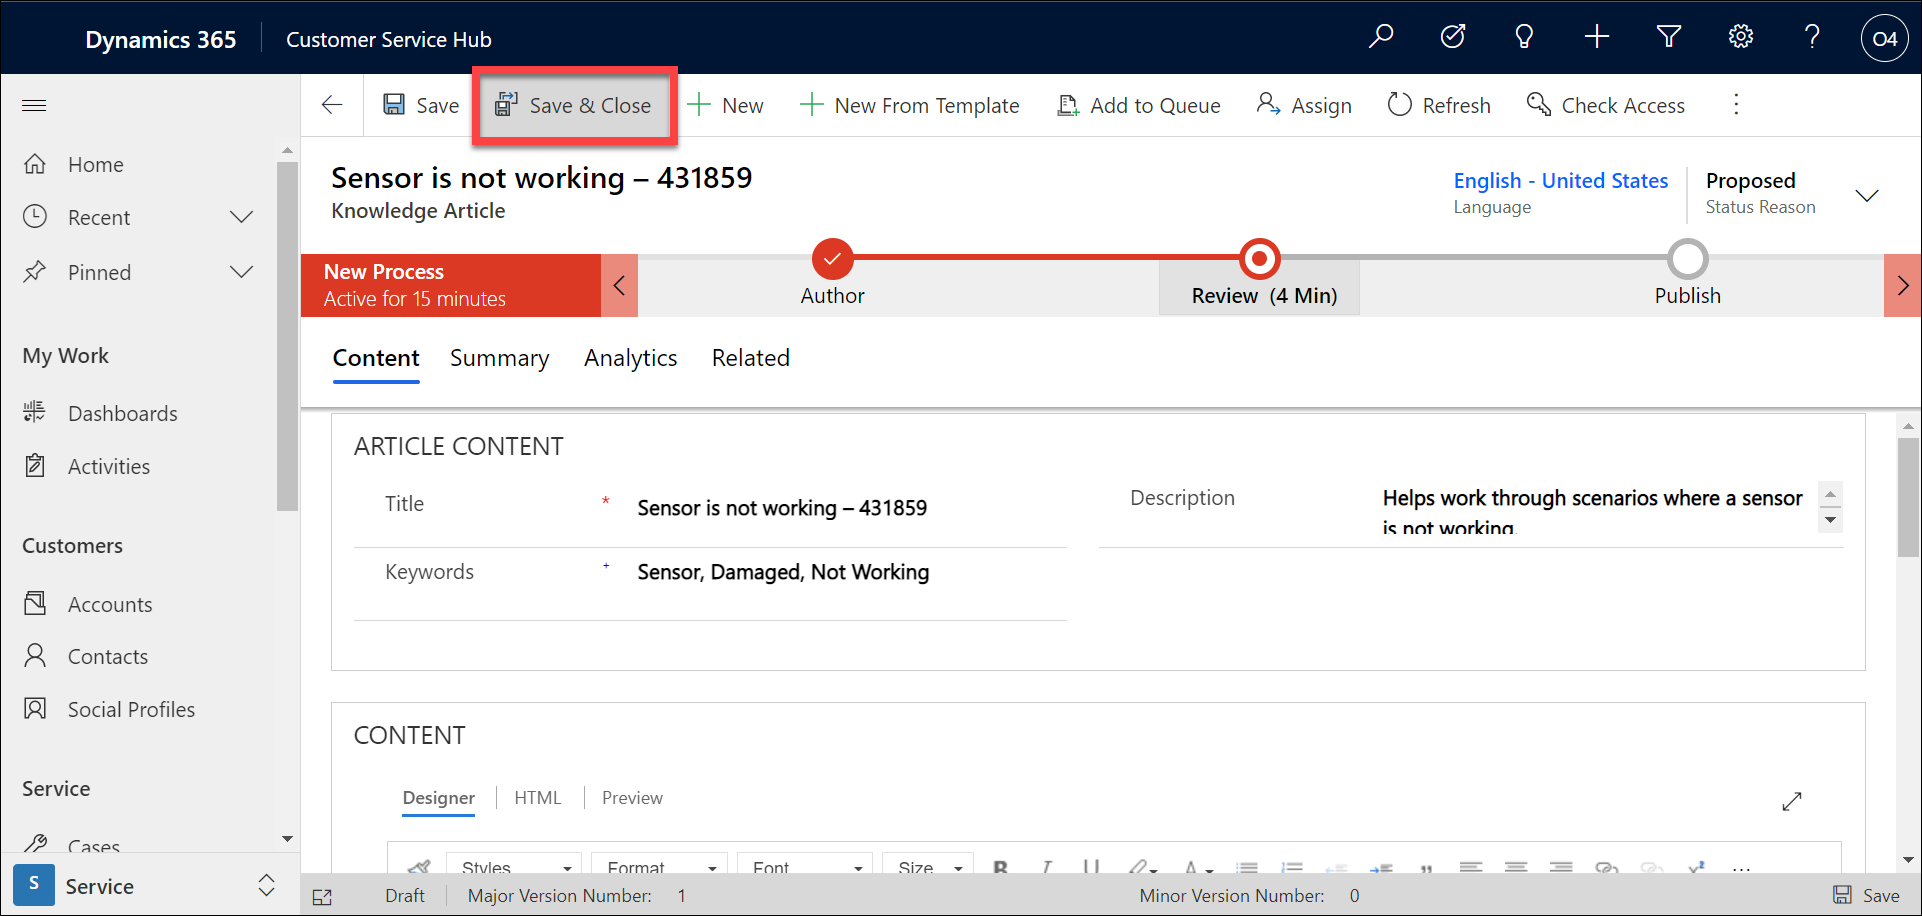 Dynamics 365 Customer Service Hub O4
Save Save & Close New New From Template Add to Queue Assign Refresh Check Access
Home
Recent
Pinned
My Work
Dashboards
Activities
Customers
Accounts
Contacts
Social Profiles
Service
Cases
S Service
Sensor is not working – 431859
Knowledge Article
English - United States
Language
Proposed
Status Reason
New Process
Active for 15 minutes
Author
Review (4 Min)
Publish
Content Summary Analytics Related
ARTICLE CONTENT
Title * Sensor is not working – 431859
Keywords + Sensor, Damaged, Not Working
Description Helps work through scenarios where a sensor
is not working.
CONTENT
Designer HTML Preview
Styles Format Font Size B I U A
Draft Major Version Number: 1 Minor Version Number: 0 Save